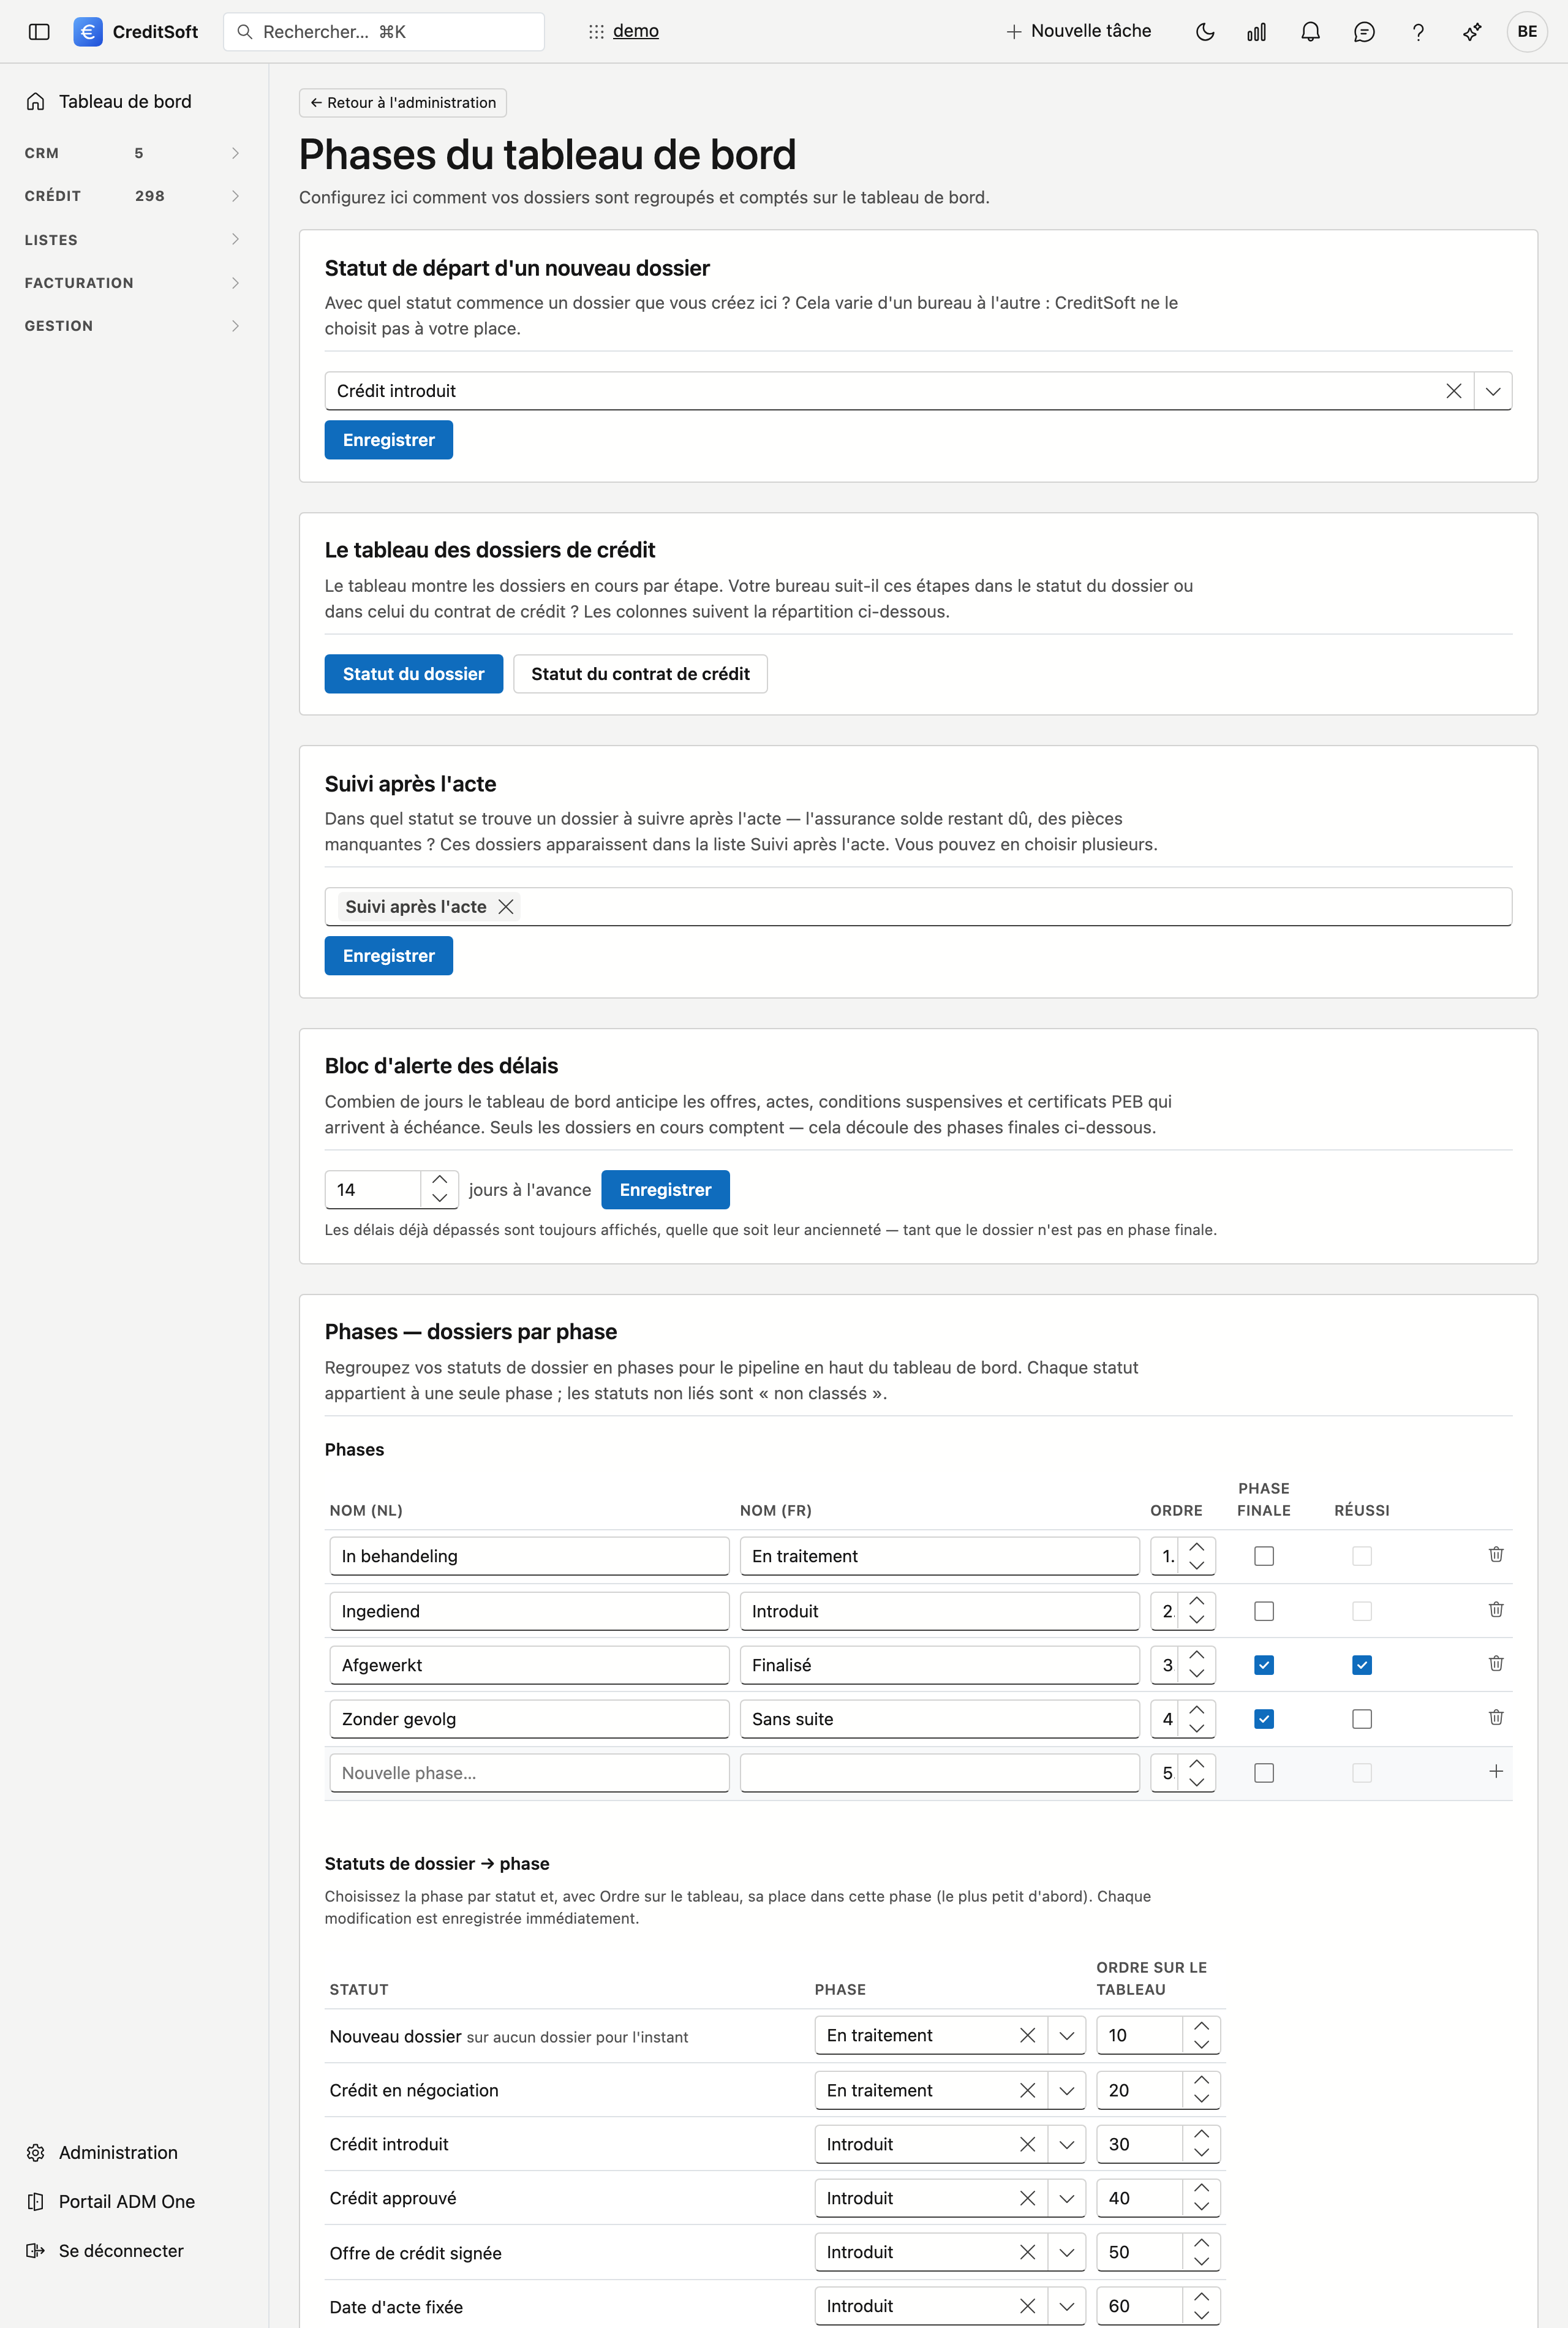 CreditSoft
Rechercher... ⌘K
demo
Nouvelle tâche
BE
Tableau de bord
CRM 5
CRÉDIT 298
LISTES
FACTURATION
GESTION
← Retour à l'administration
Phases du tableau de bord
Configurez ici comment vos dossiers sont regroupés et comptés sur le tableau de bord.
Statut de départ d'un nouveau dossier
Avec quel statut commence un dossier que vous créez ici ? Cela varie d'un bureau à l'autre : CreditSoft ne le
choisit pas à votre place.
Crédit introduit
Enregistrer
Le tableau des dossiers de crédit
Le tableau montre les dossiers en cours par étape. Votre bureau suit-il ces étapes dans le statut du dossier ou
dans celui du contrat de crédit ? Les colonnes suivent la répartition ci-dessous.
Statut du dossier
Statut du contrat de crédit
Suivi après l'acte
Dans quel statut se trouve un dossier à suivre après l'acte — l'assurance solde restant dû, des pièces
manquantes ? Ces dossiers apparaissent dans la liste Suivi après l'acte. Vous pouvez en choisir plusieurs.
Suivi après l'acte
Enregistrer
Bloc d'alerte des délais
Combien de jours le tableau de bord anticipe les offres, actes, conditions suspensives et certificats PEB qui
arrivent à échéance. Seuls les dossiers en cours comptent — cela découle des phases finales ci-dessous.
14 jours à l'avance Enregistrer
Les délais déjà dépassés sont toujours affichés, quelle que soit leur ancienneté — tant que le dossier n'est pas en phase finale.
Phases — dossiers par phase
Regroupez vos statuts de dossier en phases pour le pipeline en haut du tableau de bord. Chaque statut
appartient à une seule phase ; les statuts non liés sont « non classés ».
Phases
NOM (NL) NOM (FR) ORDRE PHASE FINALE RÉUSSI
In behandeling En traitement 1.
Ingediend Introduit 2.
Afgewerkt Finalisé 3
Zonder gevolg Sans suite 4
Nouvelle phase... 5.
Statuts de dossier → phase
Choisissez la phase par statut et, avec Ordre sur le tableau, sa place dans cette phase (le plus petit d'abord). Chaque
modification est enregistrée immédiatement.
STATUT PHASE ORDRE SUR LE TABLEAU
Nouveau dossier sur aucun dossier pour l'instant En traitement 10
Crédit en négociation En traitement 20
Crédit introduit Introduit 30
Crédit approuvé Introduit 40
Offre de crédit signée Introduit 50
Date d'acte fixée Introduit 60
Administration
Portail ADM One
Se déconnecter